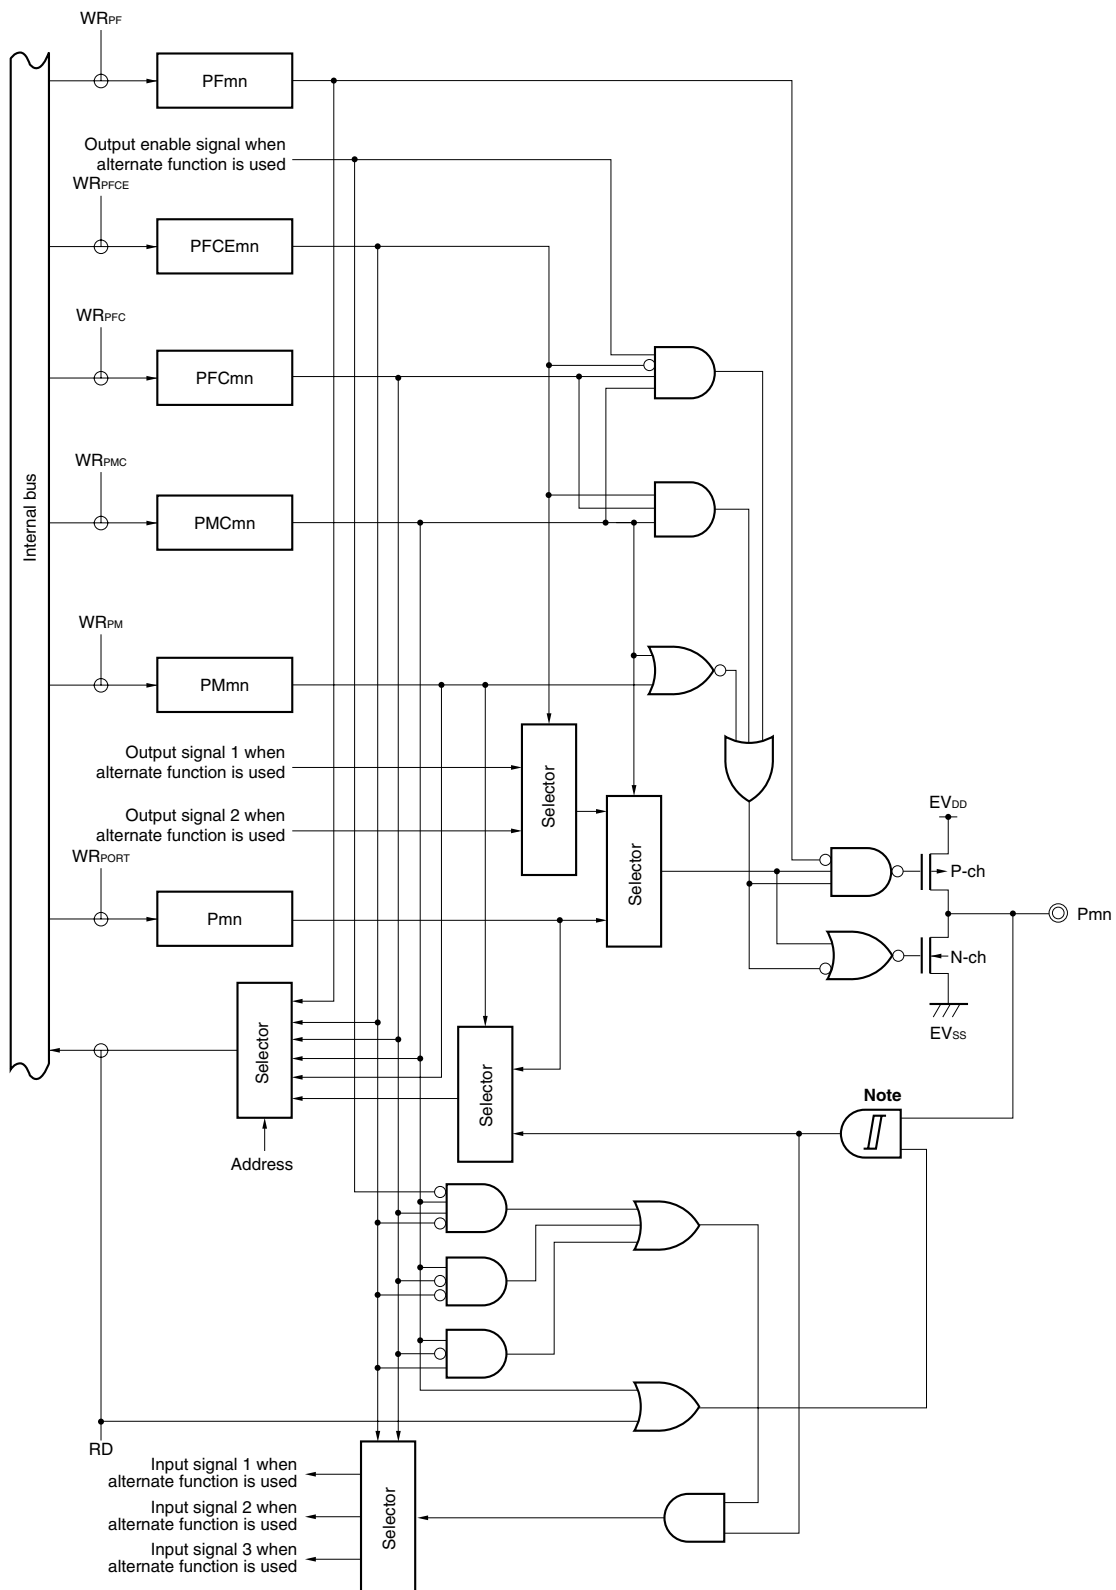 WRPF
PFmn
Output enable signal when
alternate function is used
WRPFCE
PFCEmn
WRPFC
PFCmn
WRPMC
Internal bus
PMCmn
WRPM
PMmn
Output signal 1 when
alternate function is used
Selector
Output signal 2 when
alternate function is used
EVDD
WRPORT
Selector
P-ch
Pmn
Pmn
N-ch
EVSS
Selector
Selector
Note
Address
RD
Input signal 1 when
alternate function is used
Input signal 2 when
alternate function is used
Selector
Input signal 3 when
alternate function is used